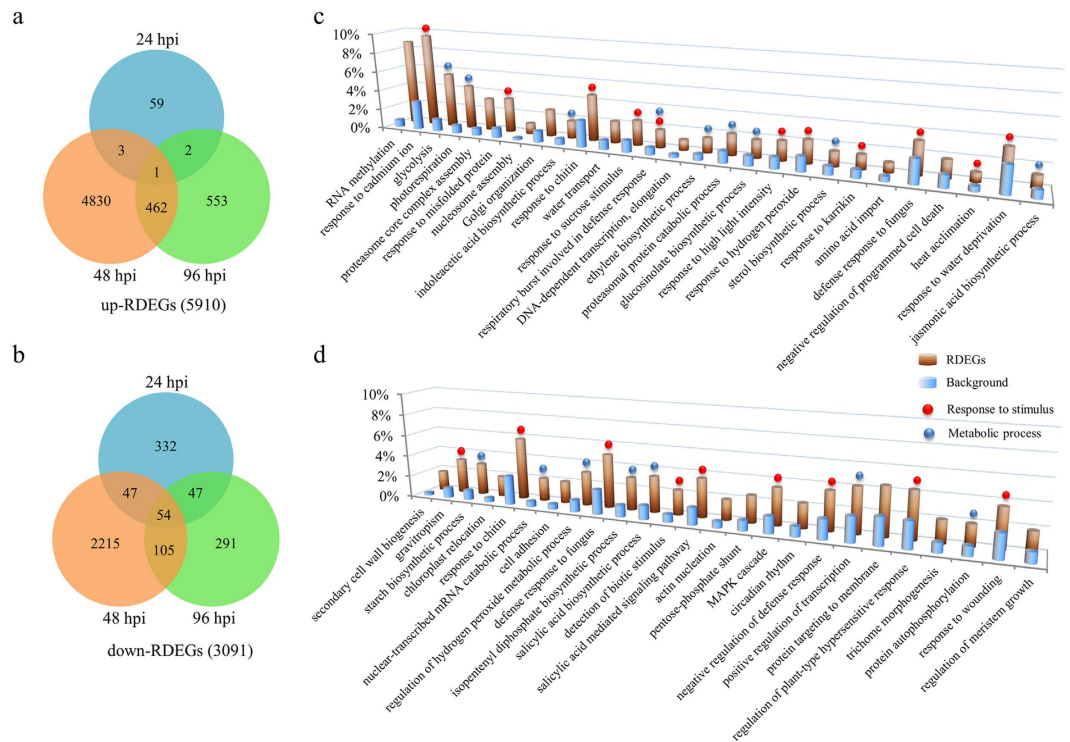 a
24 hpi
59
3
2
1
4830
462
553
48 hpi
96 hpi
up-RDEGs (5910)
b
24 hpi
332
47
47
54
2215
105
291
48 hpi
96 hpi
down-RDEGs (3091)
c
10%
8%
6%
4%
2%
0%
RNA methylation
response to cadmium ion
glycolysis
photorespiration
proteasome core complex assembly
response to misfolded protein
nucleosome assembly
Golgi organization
indoleacetic acid biosynthetic process
response to chitin
water transport
response to sucrose stimulus
respiratory burst involved in defense response
DNA-dependent transcription, elongation
ethylene biosynthetic process
proteasomal protein catabolic process
glucosinolate biosynthetic process
response to high light intensity
response to hydrogen peroxide
sterol biosynthetic process
response to karrikin
amino acid import
defense response to fungus
negative regulation of programmed cell death
heat acclimation
response to water deprivation
jasmonic acid biosynthetic process
d
10%
8%
6%
4%
2%
0%
secondary cell wall biogenesis
gravitropism
starch biosynthetic process
chloroplast relocation
response to chitin
nuclear-transcribed mRNA catabolic process
cell adhesion
regulation of hydrogen peroxide metabolic process
defense response to fungus
isopentenyl diphosphate biosynthetic process
salicylic acid biosynthetic process
detection of biotic stimulus
salicylic acid mediated signaling pathway
actin nucleation
pentose-phosphate shunt
MAPK cascade
circadian rhythm
negative regulation of defense response
positive regulation of transcription
protein targeting to membrane
regulation of plant-type hypersensitive response
trichome morphogenesis
protein autophosphorylation
response to wounding
regulation of meristem growth
RDEGs
Background
Response to stimulus
Metabolic process